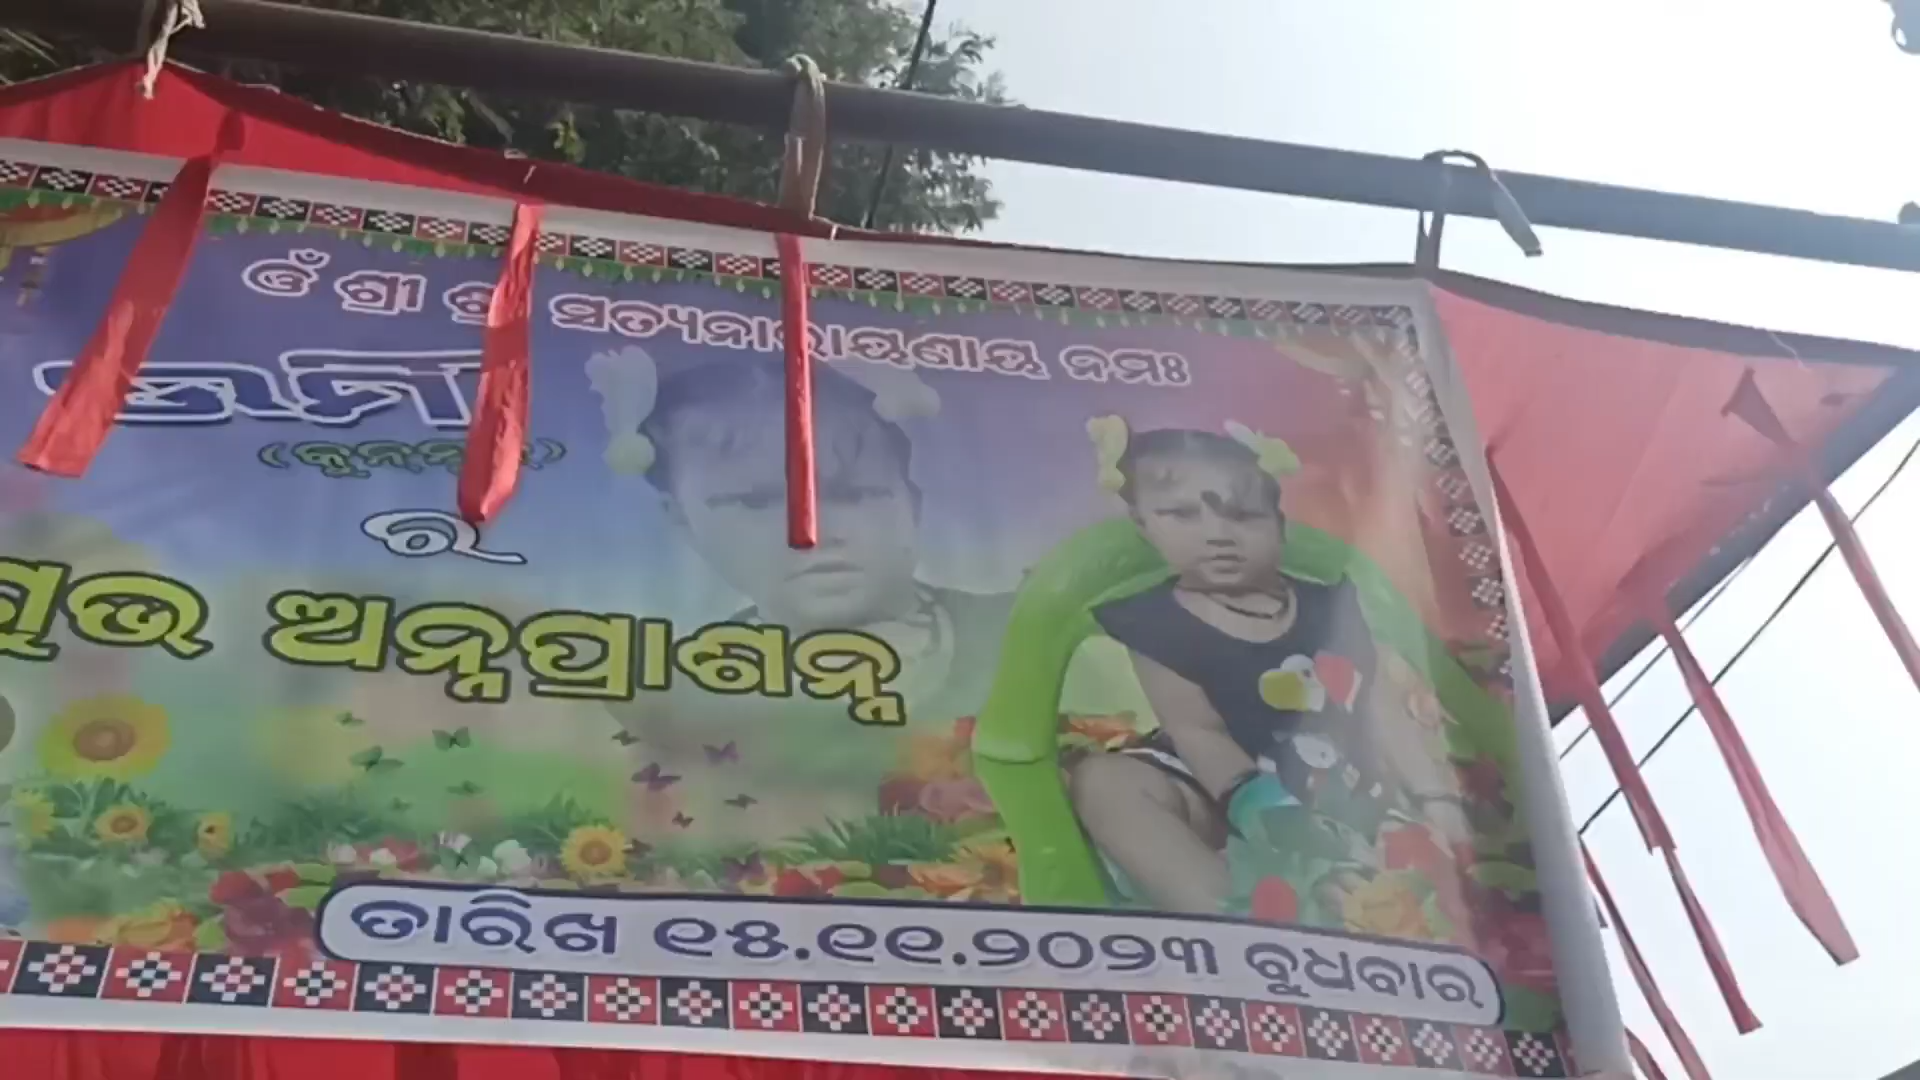 ଓଁ ଶ୍ରୀ ଶ୍ରୀ ସତ୍ୟନାରାୟଣାୟ ନମଃ
ର
ଶୁଭ ଅନ୍ନପ୍ରାଶନ୍ନ
ତାରିଖ ୧୫.୧୧.୨୦୨୩ ବୁଧବାର